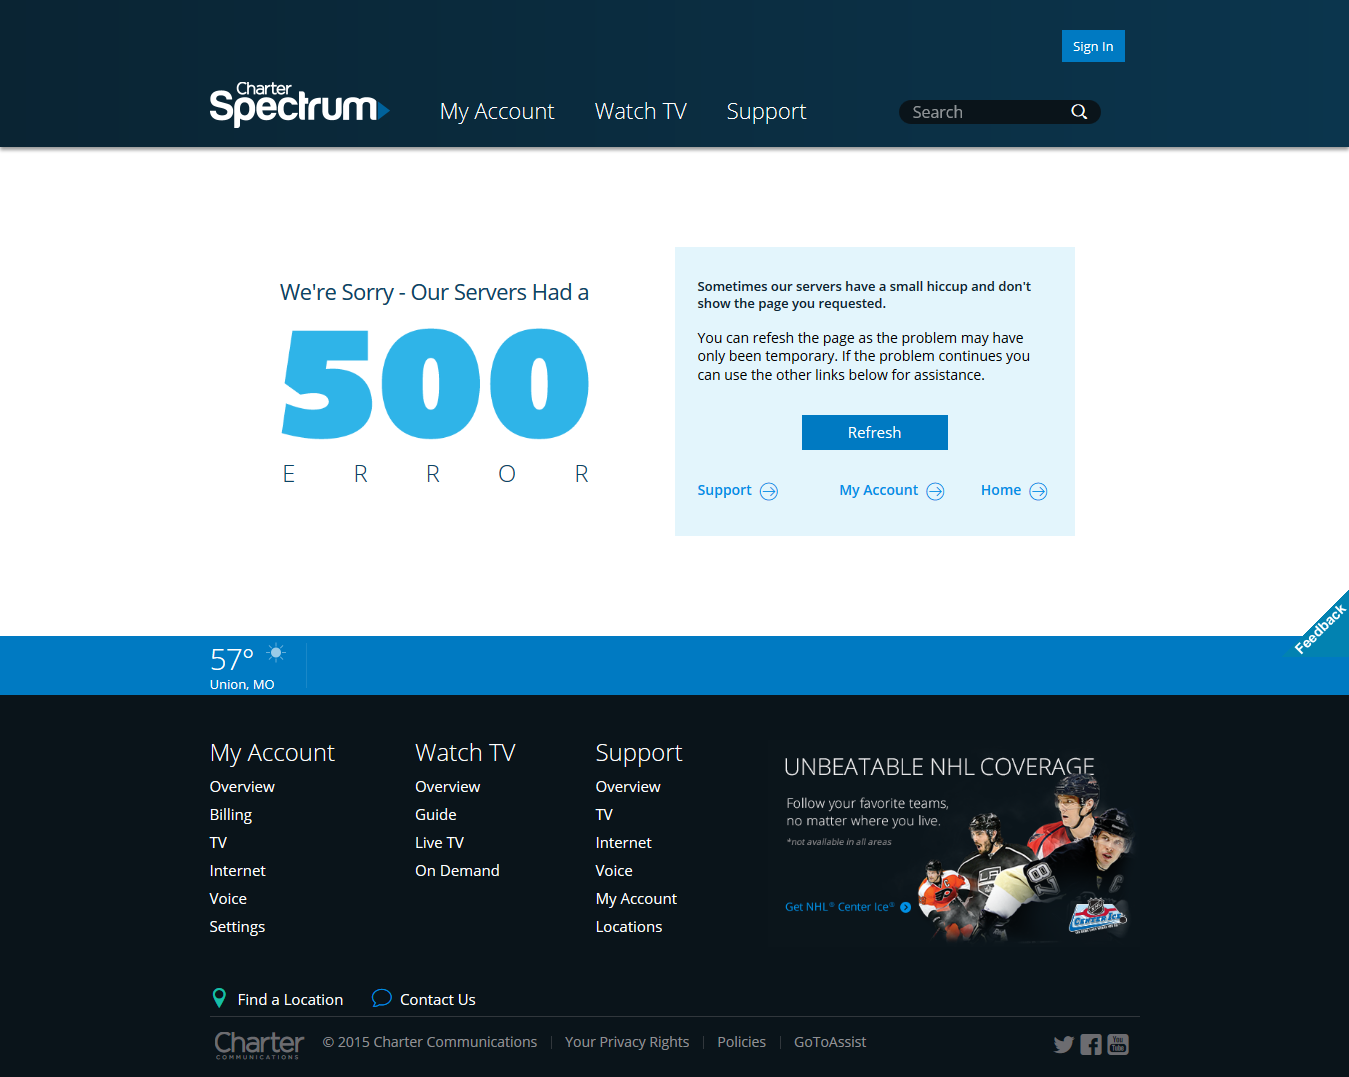 Sign In
Charter
Spectrum
My Account
Watch TV
Support
Search
We're Sorry - Our Servers Had a
500
E R R O R
Sometimes our servers have a small hiccup and don't
show the page you requested.
You can refesh the page as the problem may have
only been temporary. If the problem continues you
can use the other links below for assistance.
Refresh
Support
My Account
Home
Feedback
57°
Union, MO
My Account
Overview
Billing
TV
Internet
Voice
Settings
Watch TV
Overview
Guide
Live TV
On Demand
Support
Overview
TV
Internet
Voice
My Account
Locations
UNBEATABLE NHL COVERAGE
Follow your favorite teams,
no matter where you live.
*not available in all areas
Get NHL® Center Ice®
87
CENTER ICE
Find a Location
Contact Us
Charter
COMMUNICATIONS
© 2015 Charter Communications
Your Privacy Rights
Policies
GoToAssist
You
Tube